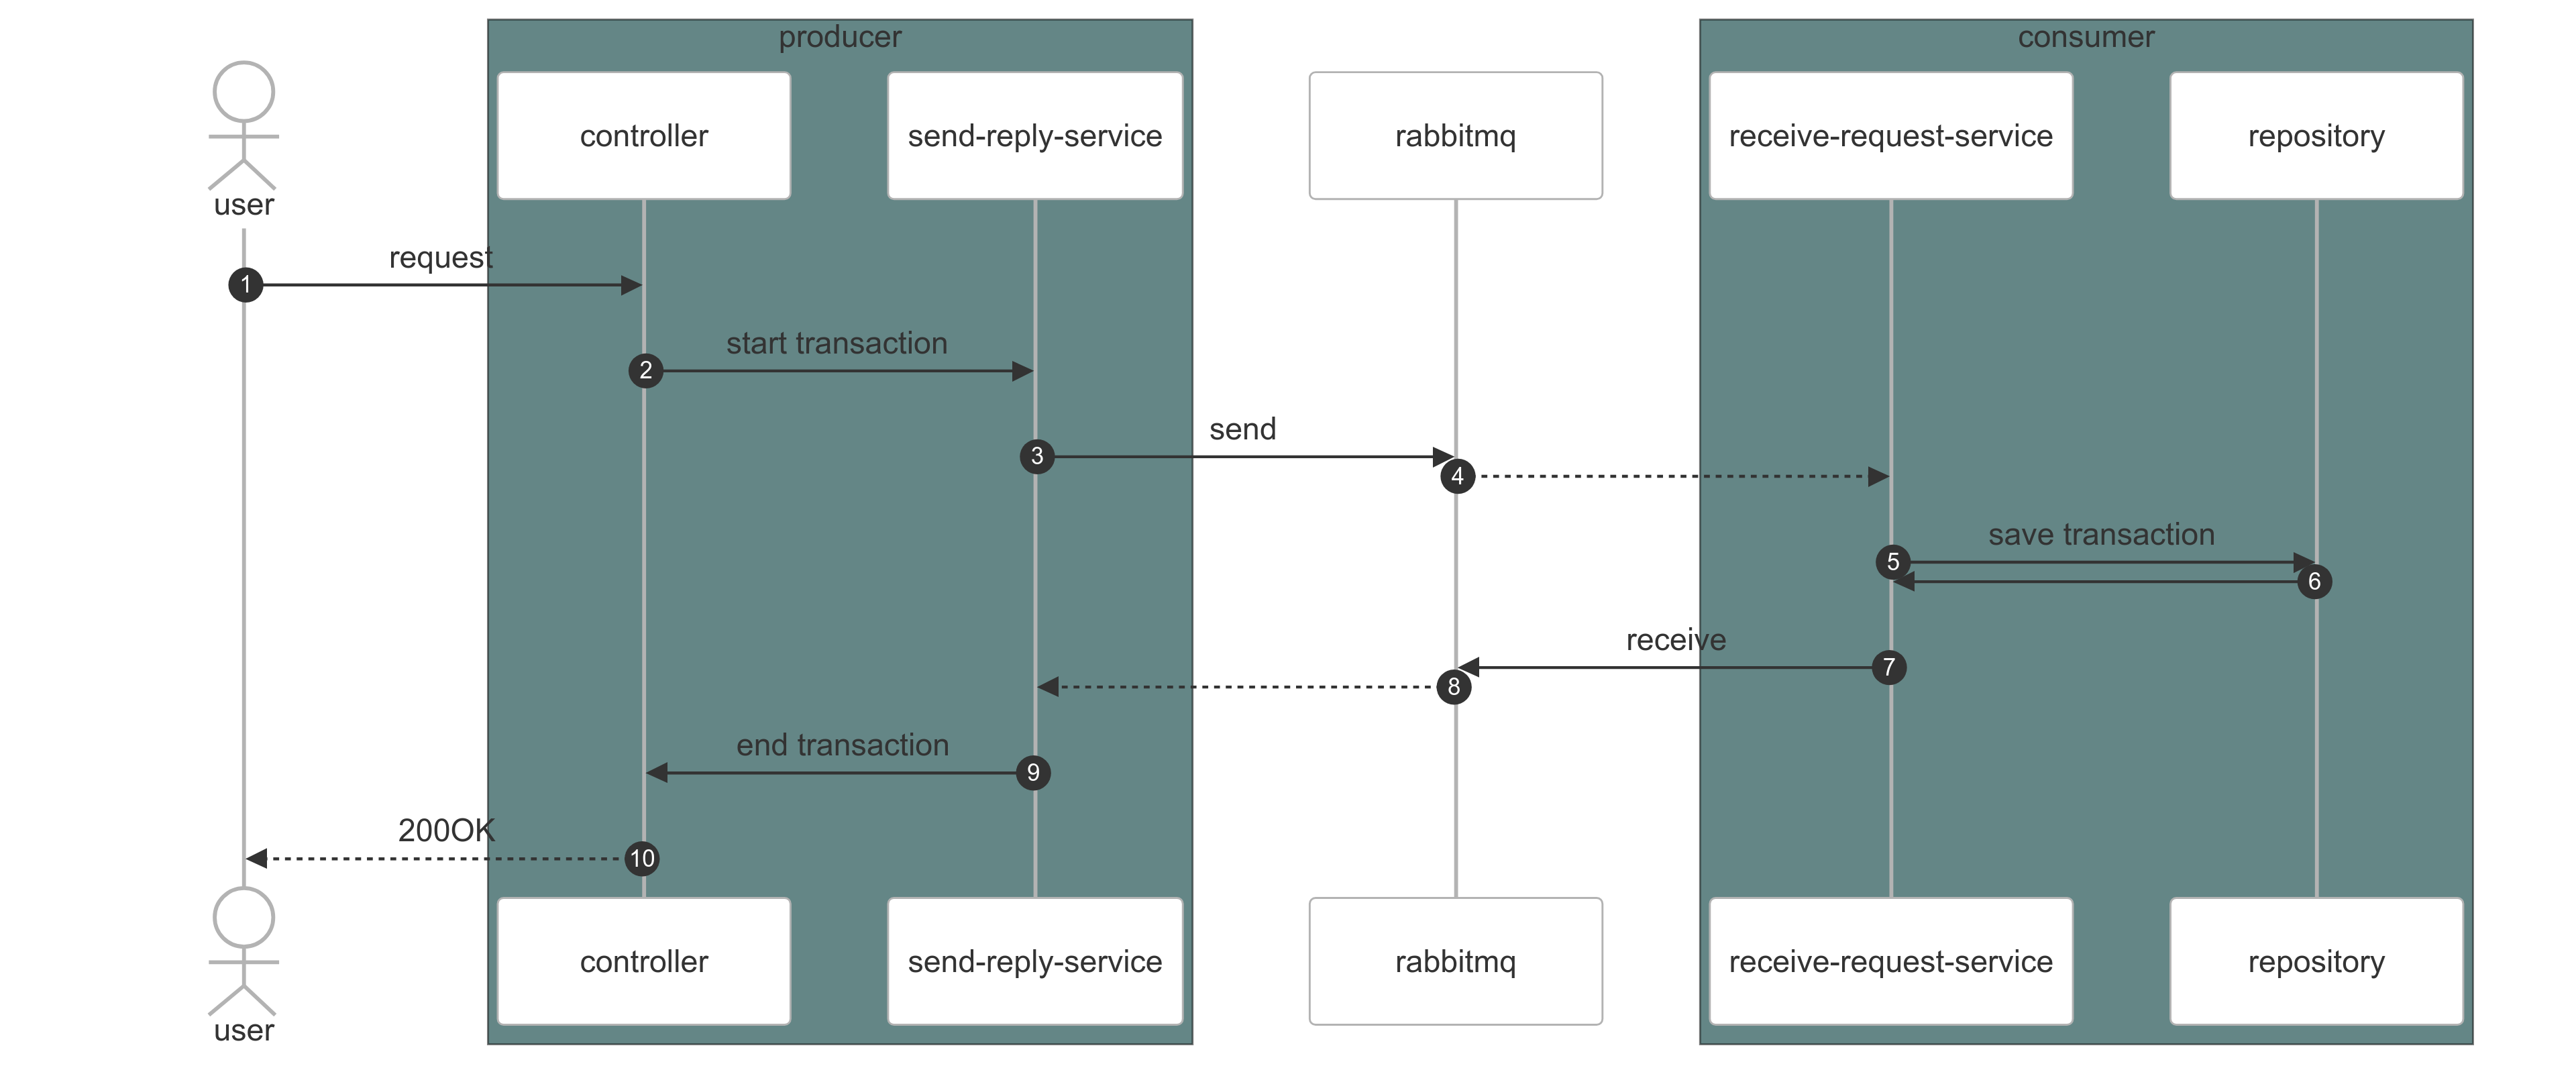 producer
consumer
user
controller
send-reply-service
rabbitmq
receive-request-service
repository
request
1
start transaction
2
send
3
4
save transaction
5
6
receive
7
8
end transaction
9
200OK
10
controller
send-reply-service
rabbitmq
receive-request-service
repository
user